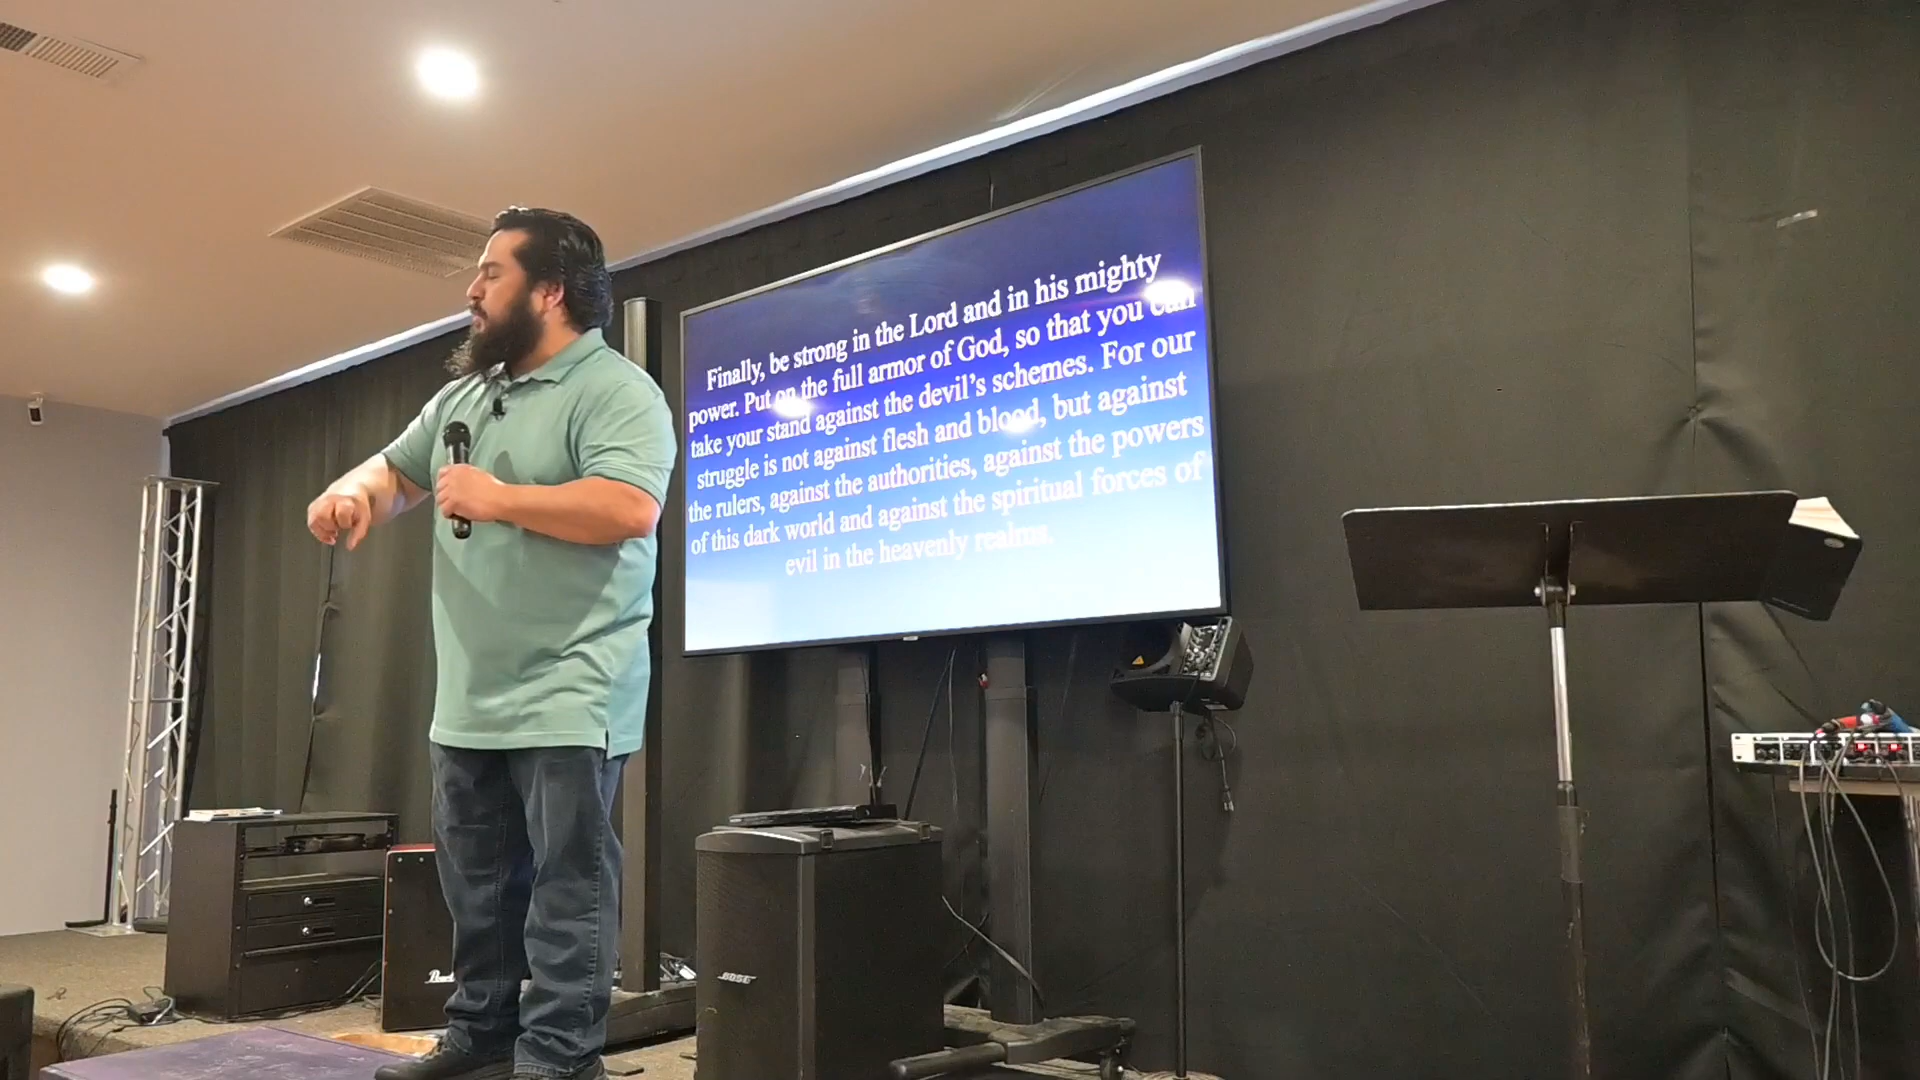 Finally, be strong in the Lord and in his mighty
power. Put on the full armor of God, so that you can
take your stand against the devil’s schemes. For our
struggle is not against flesh and blood, but against
the rulers, against the authorities, against the powers
of this dark world and against the spiritual forces of
evil in the heavenly realms.
BOSE